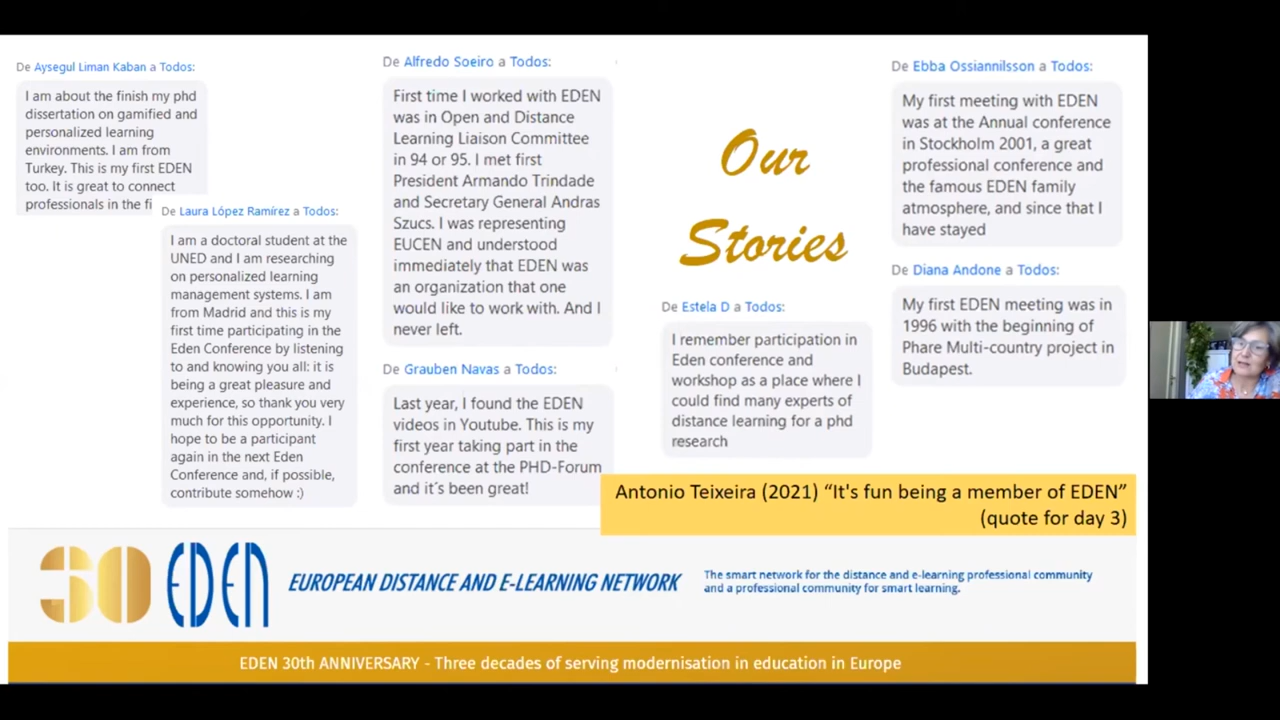 De Aysegul Liman Kaban a Todos:
I am about the finish my phd
dissertation on gamified and
personalized learning
environments. I am from
Turkey. This is my first EDEN
too. It is great to connect
professionals in the fi
De Laura López Ramírez a Todos:
I am a doctoral student at the
UNED and I am researching
on personalized learning
management systems. I am
from Madrid and this is my
first time participating in the
Eden Conference by listening
to and knowing you all: it is
being a great pleasure and
experience, so thank you very
much for this opportunity. I
hope to be a participant
again in the next Eden
Conference and, if possible,
contribute somehow :)
De Alfredo Soeiro a Todos:
First time I worked with EDEN
was in Open and Distance
Learning Liaison Committee
in 94 or 95. I met first
President Armando Trindade
and Secretary General Andras
Szucs. I was representing
EUCEN and understood
immediately that EDEN was
an organization that one
would like to work with. And I
never left.
De Grauben Navas a Todos:
Last year, I found the EDEN
videos in Youtube. This is my
first year taking part in the
conference at the PHD-Forum
and it´s been great!
Our
Stories
De Estela D a Todos:
I remember participation in
Eden conference and
workshop as a place where I
could find many experts of
distance learning for a phd
research
De Ebba Ossiannilsson a Todos:
My first meeting with EDEN
was at the Annual conference
in Stockholm 2001, a great
professional conference and
the famous EDEN family
atmosphere, and since that I
have stayed
De Diana Andone a Todos:
My first EDEN meeting was in
1996 with the beginning of
Phare Multi-country project in
Budapest.
Antonio Teixeira (2021) “It's fun being a member of EDEN”
(quote for day 3)
30 EDEN
EUROPEAN DISTANCE AND E-LEARNING NETWORK
The smart network for the distance and e-learning professional community
and a professional community for smart learning.
EDEN 30th ANNIVERSARY - Three decades of serving modernisation in education in Europe